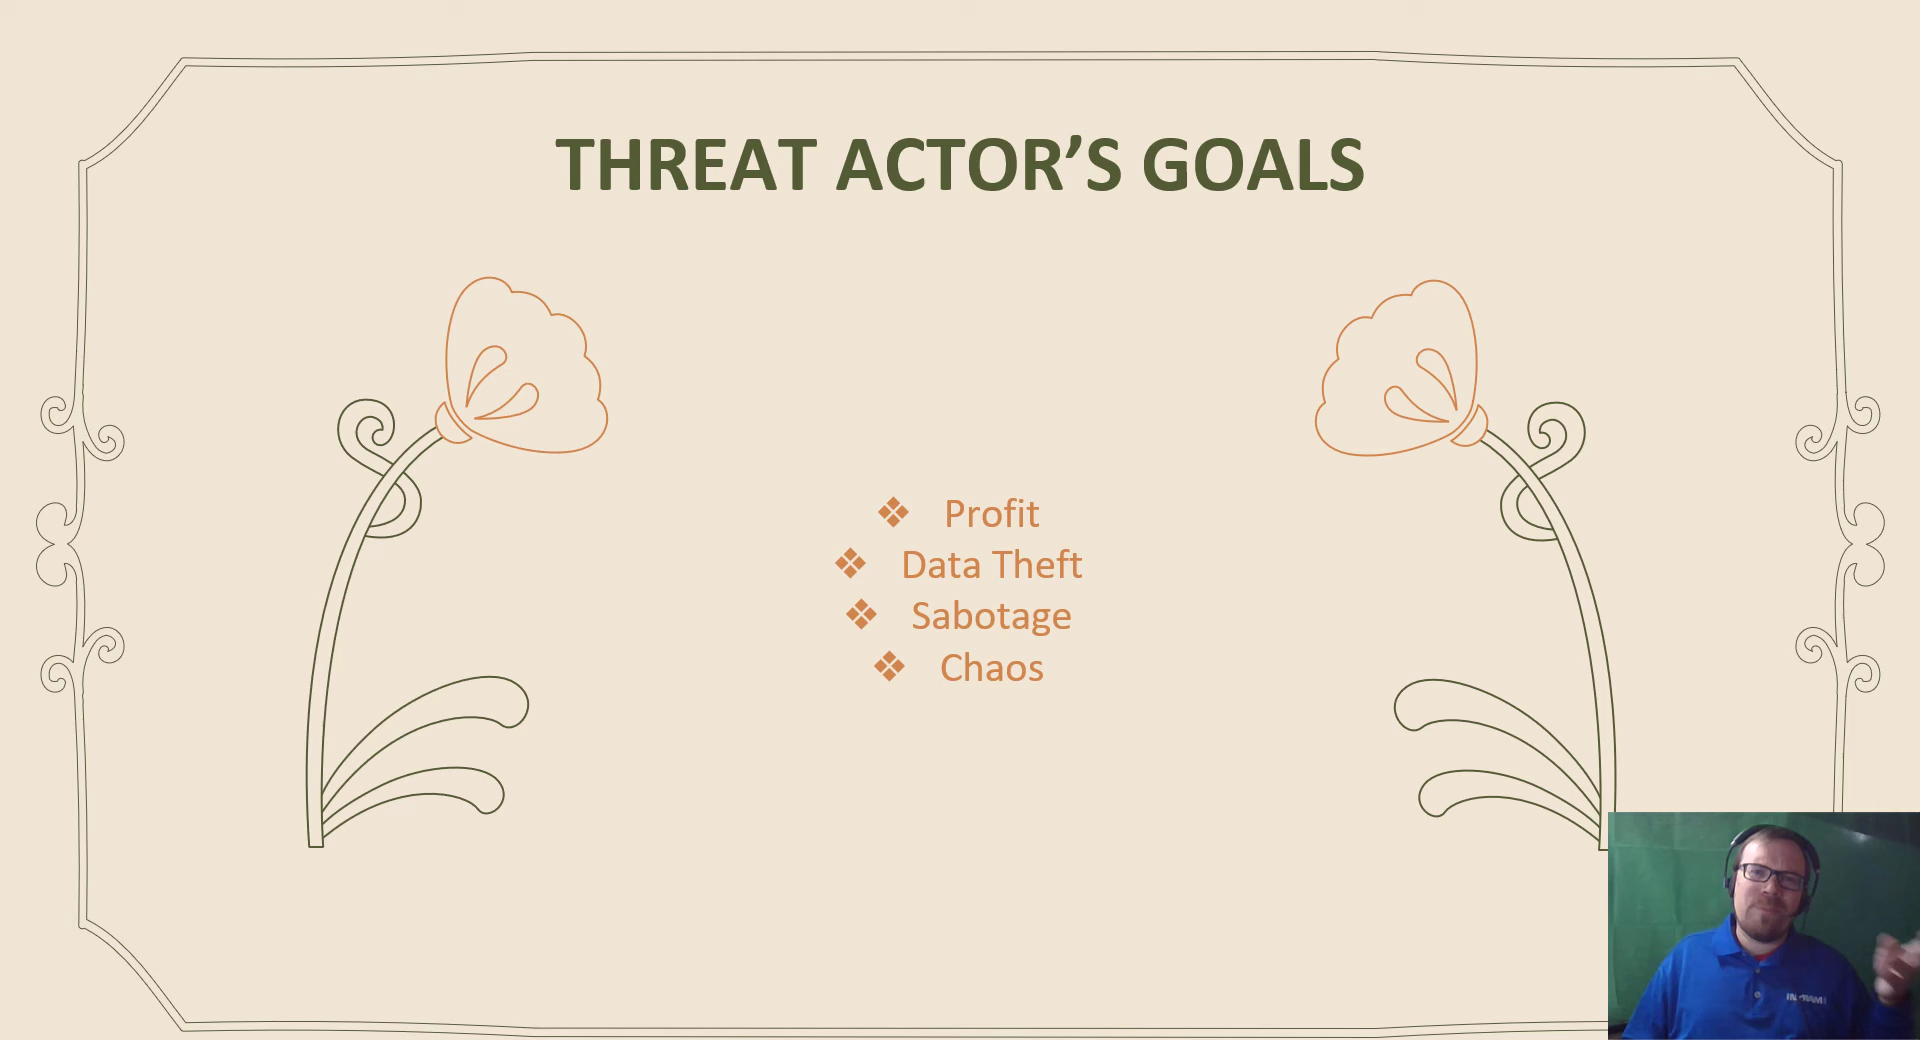 THREAT ACTOR’S GOALS
❖ Profit
❖ Data Theft
❖ Sabotage
❖ Chaos